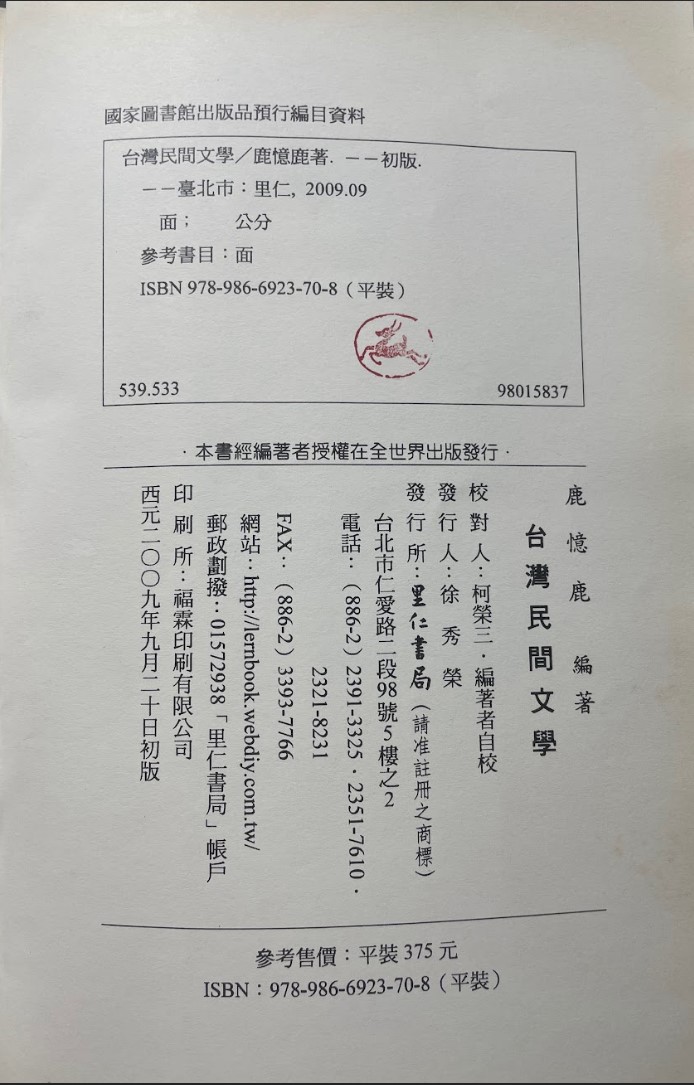 國家圖書館出版品預行編目資料
台灣民間文學／鹿憶鹿著. －－初版.
－－臺北市：里仁, 2009.09
面； 公分
參考書目：面
ISBN 978-986-6923-70-8（平裝）
539.533 98015837
·本書經編著者授權在全世界出版發行·
鹿憶鹿 編著
台灣民間文學
校對人：柯榮三·編著者自校
發行人：徐秀榮
發行所：里仁書局（請准註冊之商標）
台北市仁愛路二段98號5樓之2
電話：（886-2）2391-3325·2351-7610·
2321-8231
FAX：（886-2）3393-7766
網站：http://lernbook.webdiy.com.tw/
郵政劃撥：01572938「里仁書局」帳戶
印刷所：福霖印刷有限公司
西元二〇〇九年九月二十日初版
參考售價：平裝 375 元
ISBN：978-986-6923-70-8（平裝）